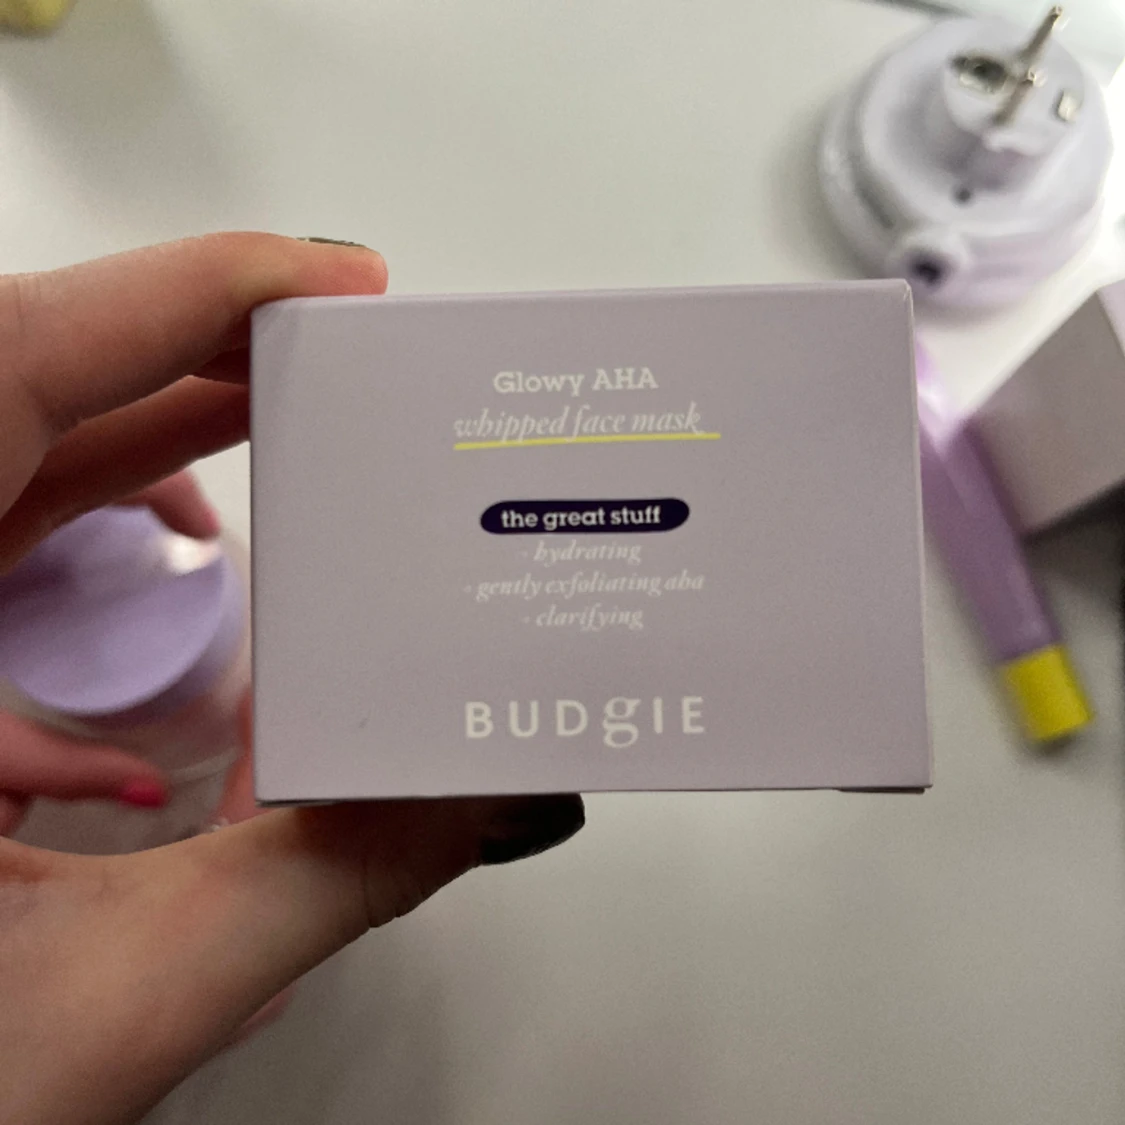 Glowy AHA
whipped face mask
the great stuff
· hydrating
· gently exfoliating aha
· clarifying
BUDgIE